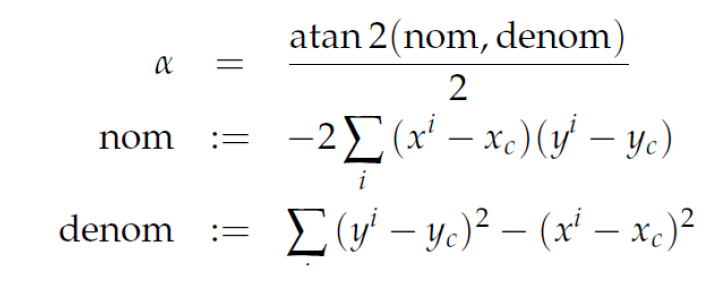 α = atan 2(nom, denom) / 2
nom := −2 ∑_i (x^i − x_c)(y^i − y_c)
denom := ∑ (y^i − y_c)^2 − (x^i − x_c)^2